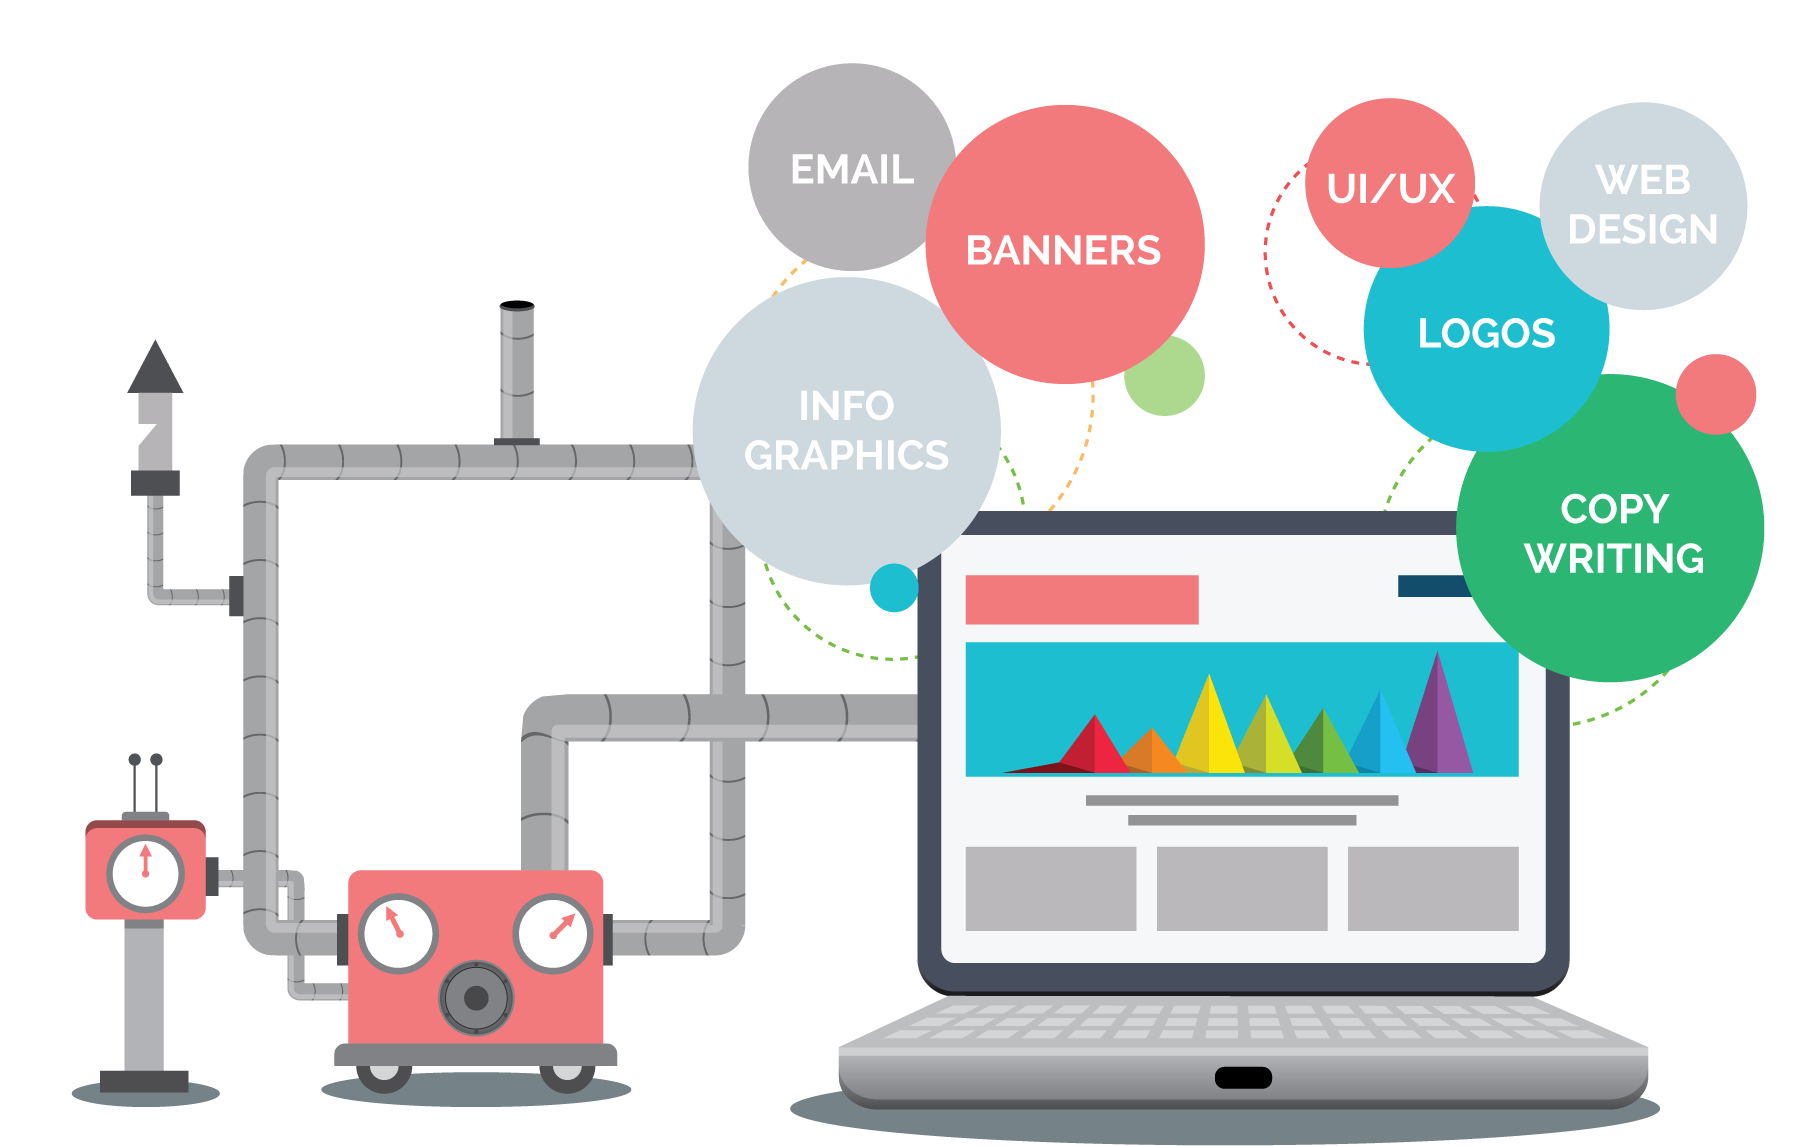 EMAIL
BANNERS
INFO
GRAPHICS
UI/UX
WEB
DESIGN
LOGOS
COPY
WRITING